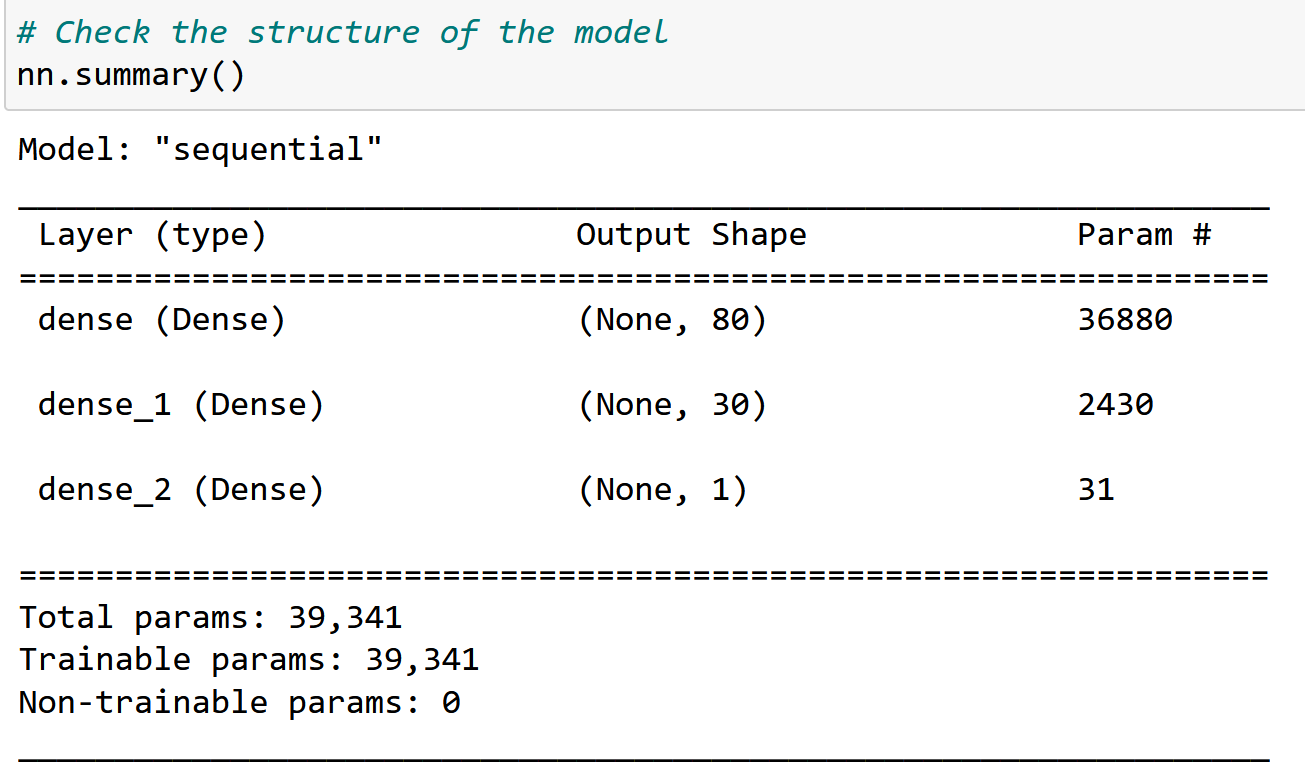 # Check the structure of the model
nn.summary()
Model: "sequential"
Layer (type) Output Shape Param #
=================================================================
dense (Dense) (None, 80) 36880
dense_1 (Dense) (None, 30) 2430
dense_2 (Dense) (None, 1) 31
=================================================================
Total params: 39,341
Trainable params: 39,341
Non-trainable params: 0